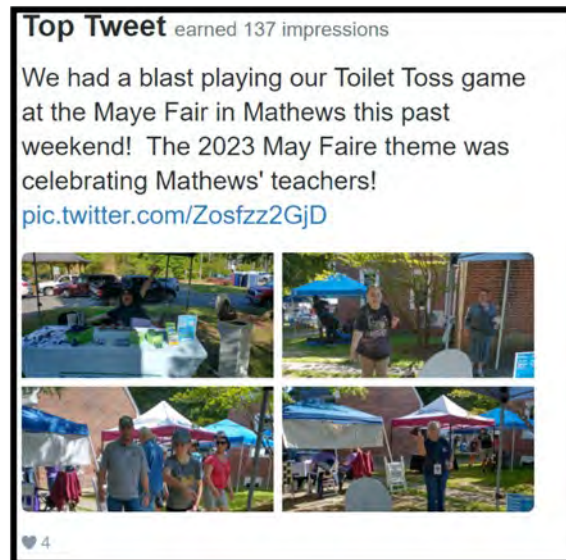 Top Tweet earned 137 impressions
We had a blast playing our Toilet Toss game
at the Maye Fair in Mathews this past
weekend!  The 2023 May Faire theme was
celebrating Mathews' teachers!
pic.twitter.com/Zosfzz2GjD
4